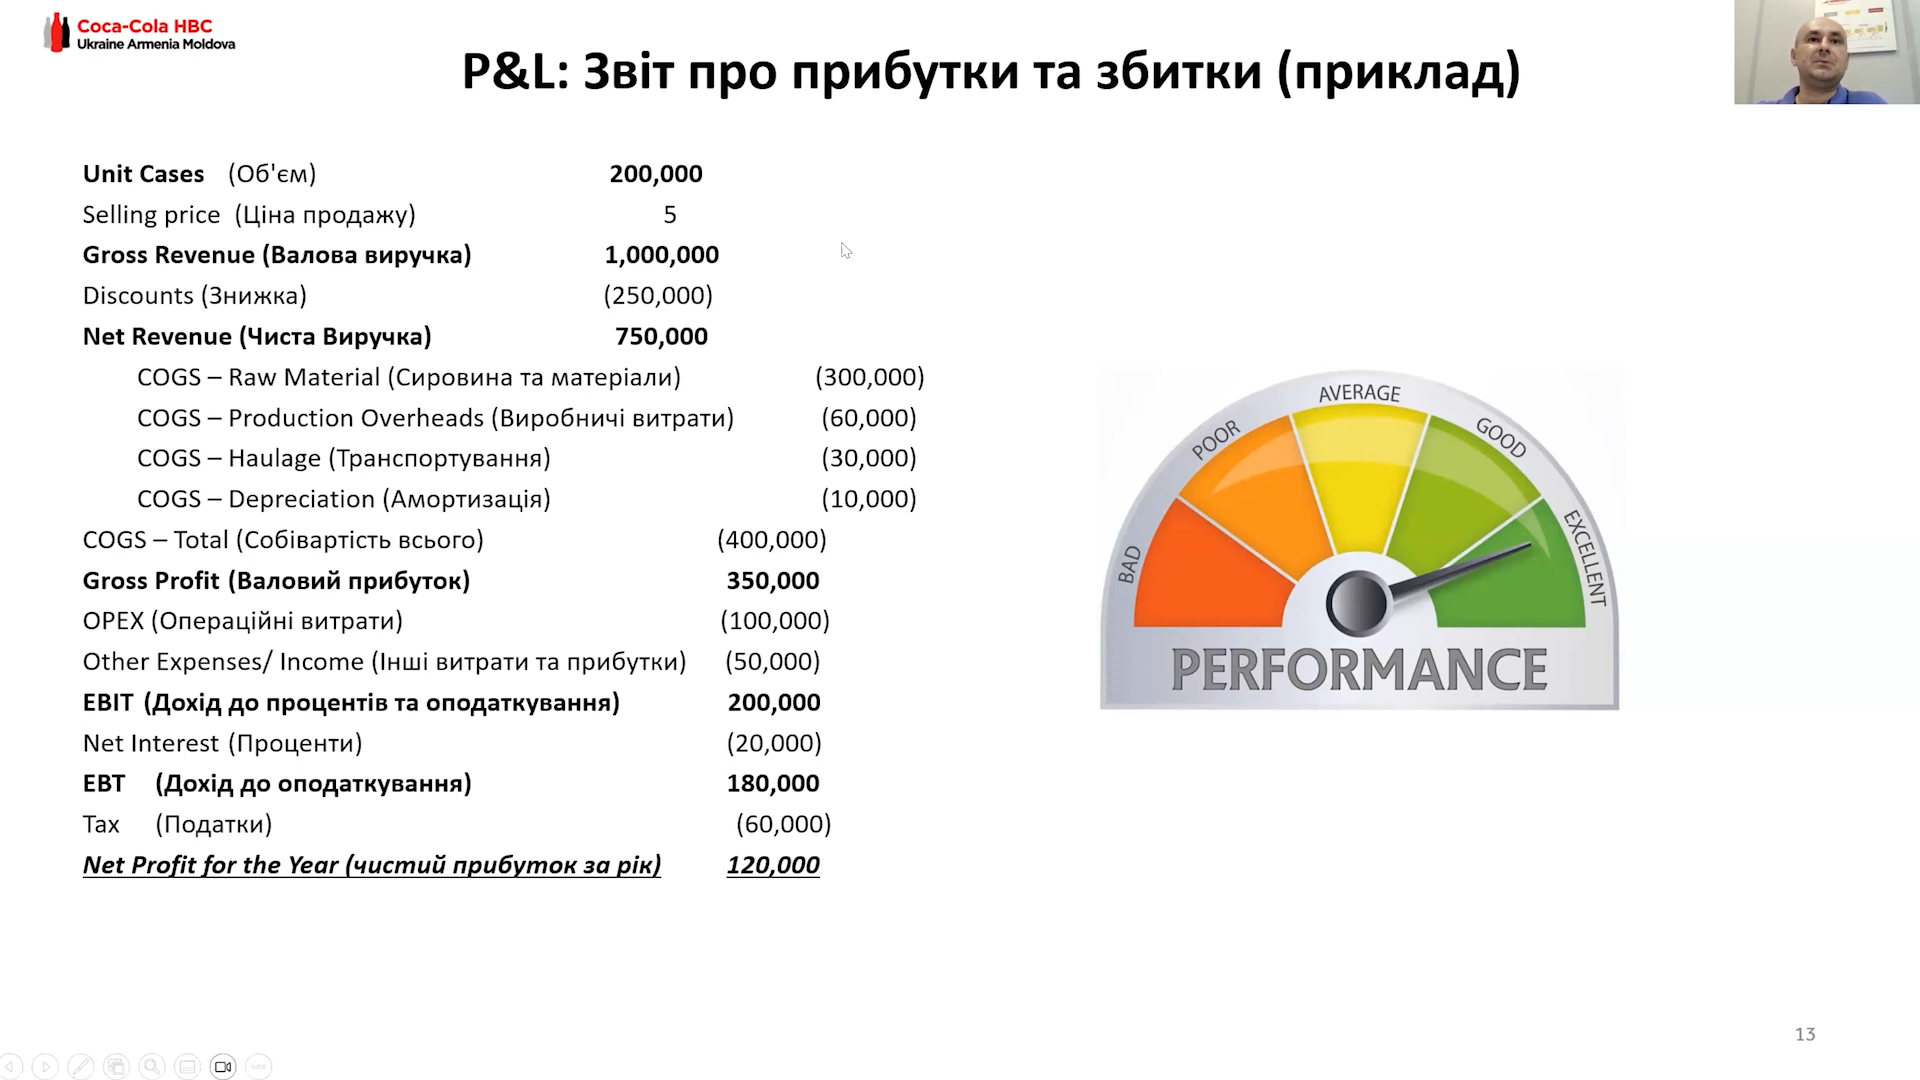 Coca-Cola HBC
Ukraine Armenia Moldova
P&L: Звіт про прибутки та збитки (приклад)
Unit Cases (Об'єм) 200,000
Selling price (Ціна продажу) 5
Gross Revenue (Валова виручка) 1,000,000
Discounts (Знижка) (250,000)
Net Revenue (Чиста Виручка) 750,000
COGS – Raw Material (Сировина та матеріали) (300,000)
COGS – Production Overheads (Виробничі витрати) (60,000)
COGS – Haulage (Транспортування) (30,000)
COGS – Depreciation (Амортизація) (10,000)
COGS – Total (Собівартість всього) (400,000)
Gross Profit (Валовий прибуток) 350,000
OPEX (Операційні витрати) (100,000)
Other Expenses/ Income (Інші витрати та прибутки) (50,000)
EBIT (Дохід до процентів та оподаткування) 200,000
Net Interest (Проценти) (20,000)
EBT (Дохід до оподаткування) 180,000
Tax (Податки) (60,000)
Net Profit for the Year (чистий прибуток за рік) 120,000
BAD
POOR
AVERAGE
GOOD
EXCELLENT
PERFORMANCE
13